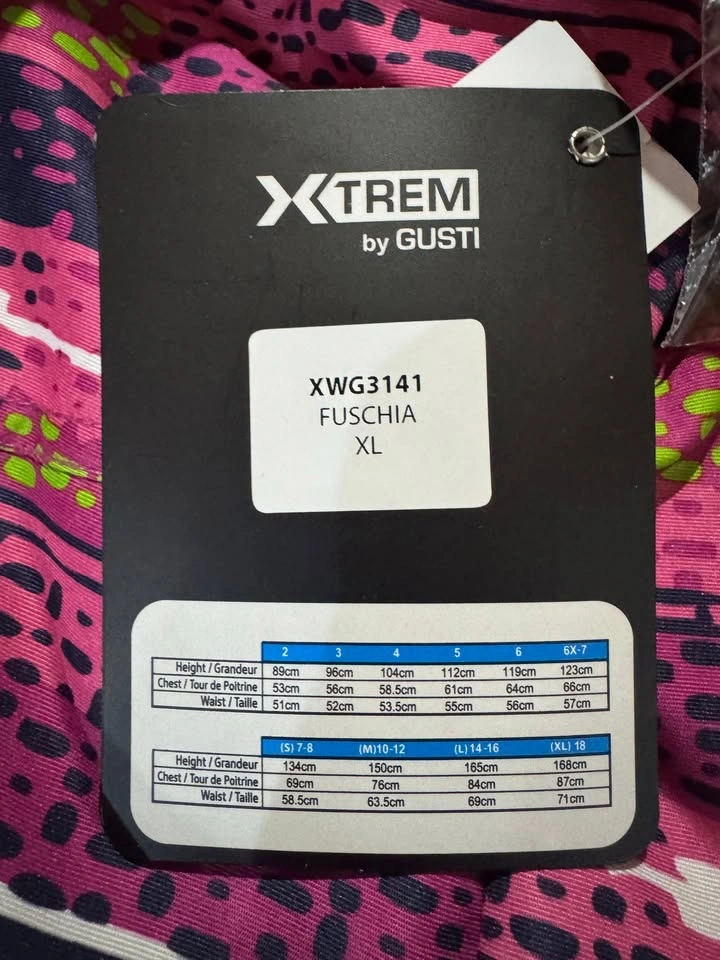 XTREM
by GUSTI
XWG3141
FUSCHIA
XL
2 3 4 5 6 6X-7
Height / Grandeur 89cm 96cm 104cm 112cm 119cm 123cm
Chest / Tour de Poitrine 53cm 56cm 58.5cm 61cm 64cm 66cm
Waist / Taille 51cm 52cm 53.5cm 55cm 56cm 57cm
(S) 7-8 (M)10-12 (L)14-16 (XL) 18
Height / Grandeur 134cm 150cm 165cm 168cm
Chest / Tour de Poitrine 69cm 76cm 84cm 87cm
Waist / Taille 58.5cm 63.5cm 69cm 71cm